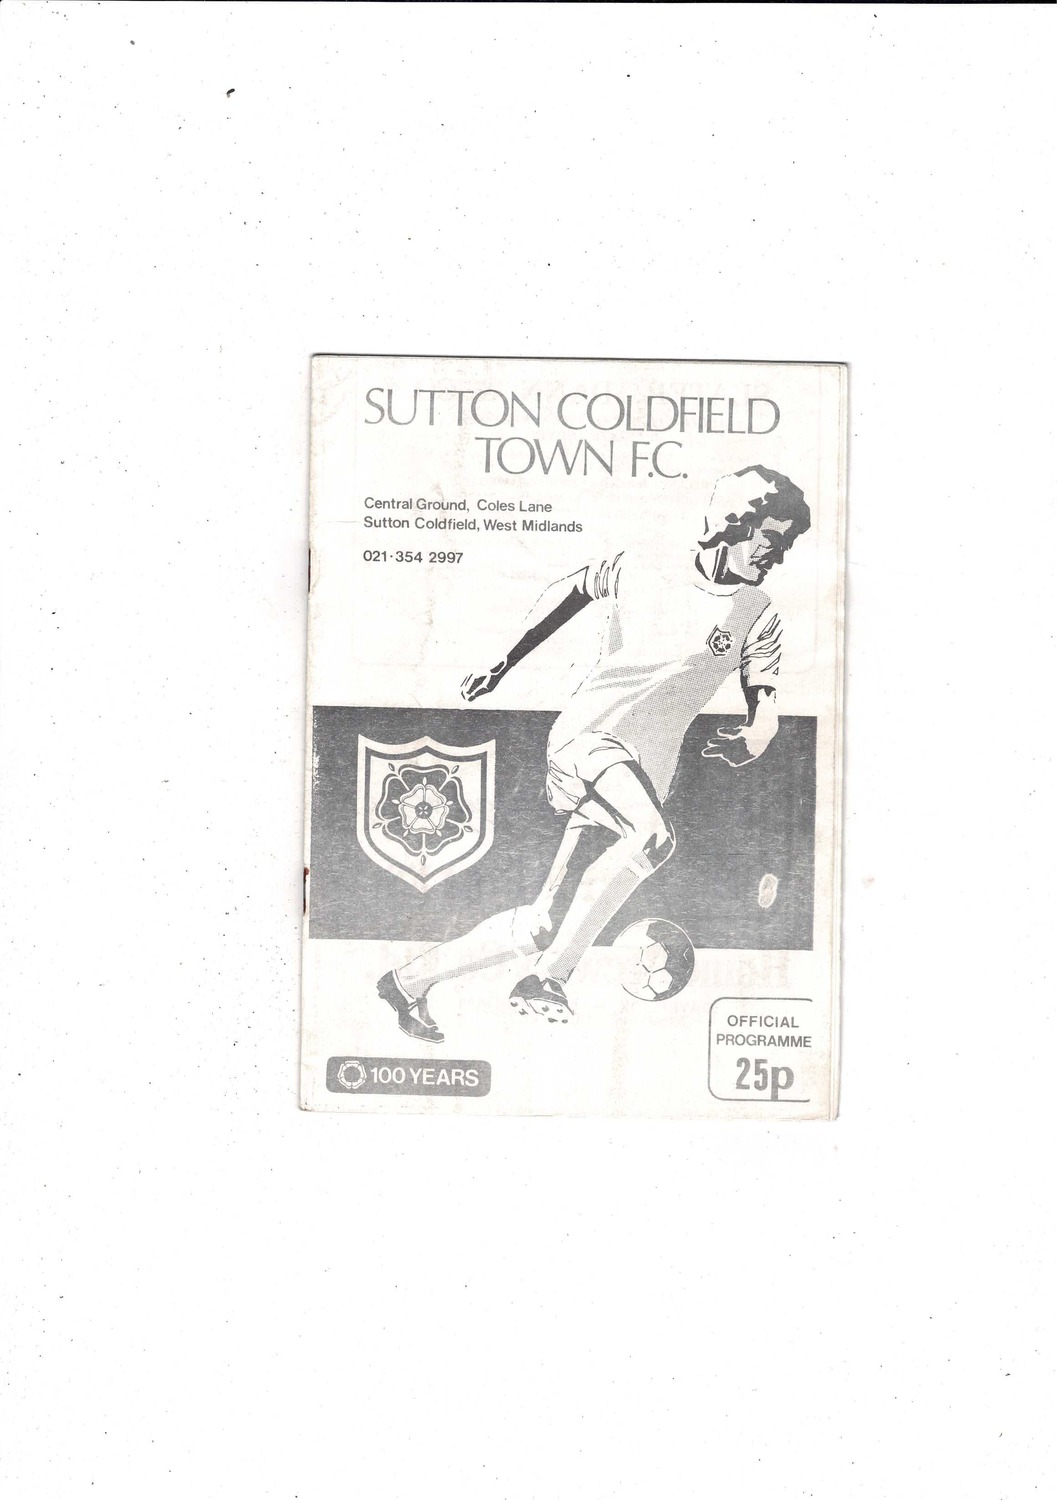 SUTTON COLDFIELD
TOWN F.C.
Central Ground, Coles Lane
Sutton Coldfield, West Midlands
021·354 2997
100 YEARS
OFFICIAL
PROGRAMME
25p